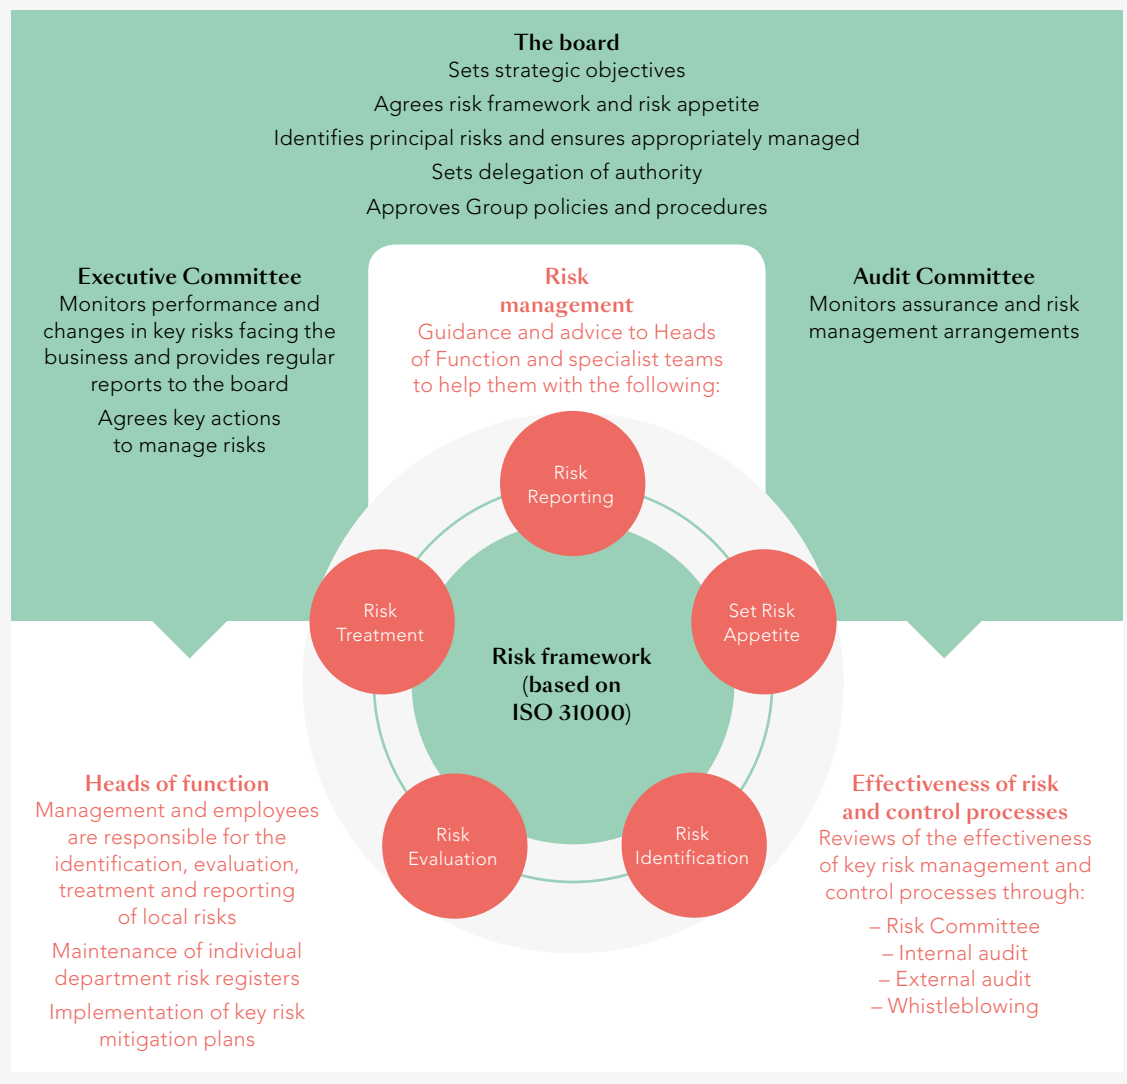 The board
Sets strategic objectives
Agrees risk framework and risk appetite
Identifies principal risks and ensures appropriately managed
Sets delegation of authority
Approves Group policies and procedures
Executive Committee
Monitors performance and
changes in key risks facing the
business and provides regular
reports to the board
Agrees key actions
to manage risks
Risk
management
Guidance and advice to Heads
of Function and specialist teams
to help them with the following:
Audit Committee
Monitors assurance and risk
management arrangements
Risk
Reporting
Set Risk
Appetite
Risk
Identification
Risk
Evaluation
Risk
Treatment
Risk framework
(based on
ISO 31000)
Heads of function
Management and employees
are responsible for the
identification, evaluation,
treatment and reporting
of local risks
Maintenance of individual
department risk registers
Implementation of key risk
mitigation plans
Effectiveness of risk
and control processes
Reviews of the effectiveness
of key risk management and
control processes through:
– Risk Committee
– Internal audit
– External audit
– Whistleblowing